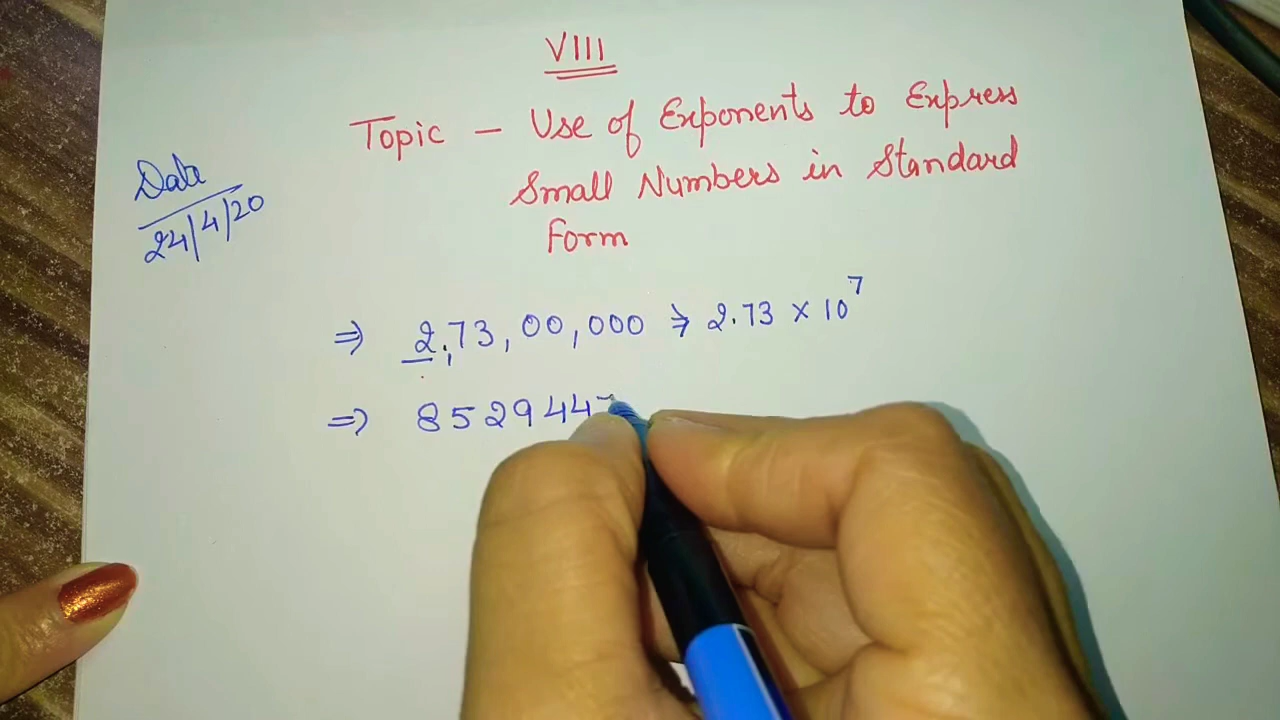 VIII
Topic - Use of Exponents to Express
Small Numbers in Standard
Form
Date
24/4/20
⇒ 2,73,00,000 ⇒ 2.73 × 10⁷
⇒ 852944